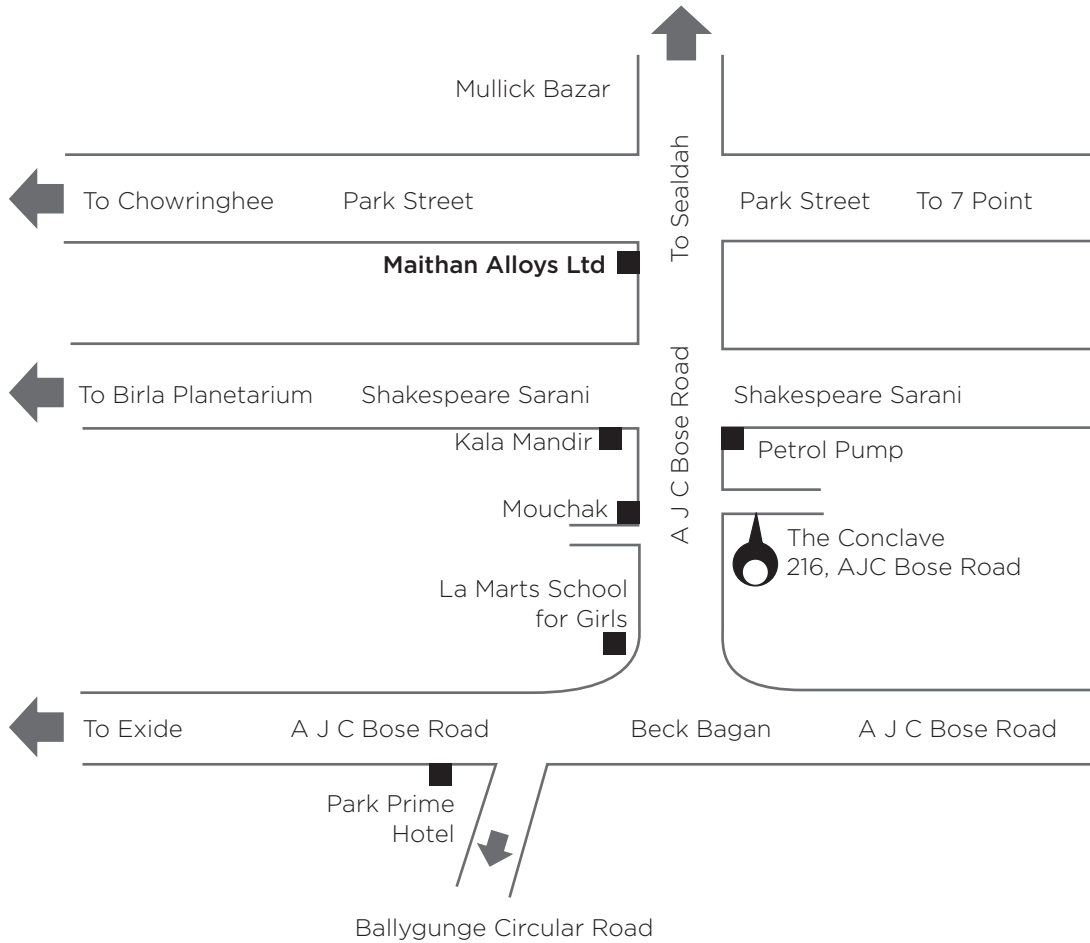 Mullick Bazar
To Sealdah
To Chowringhee
Park Street
Park Street
To 7 Point
Maithan Alloys Ltd
To Birla Planetarium
Shakespeare Sarani
Shakespeare Sarani
A J C Bose Road
Kala Mandir
Petrol Pump
Mouchak
The Conclave
216, AJC Bose Road
La Marts School
for Girls
To Exide
A J C Bose Road
Beck Bagan
A J C Bose Road
Park Prime
Hotel
Ballygunge Circular Road